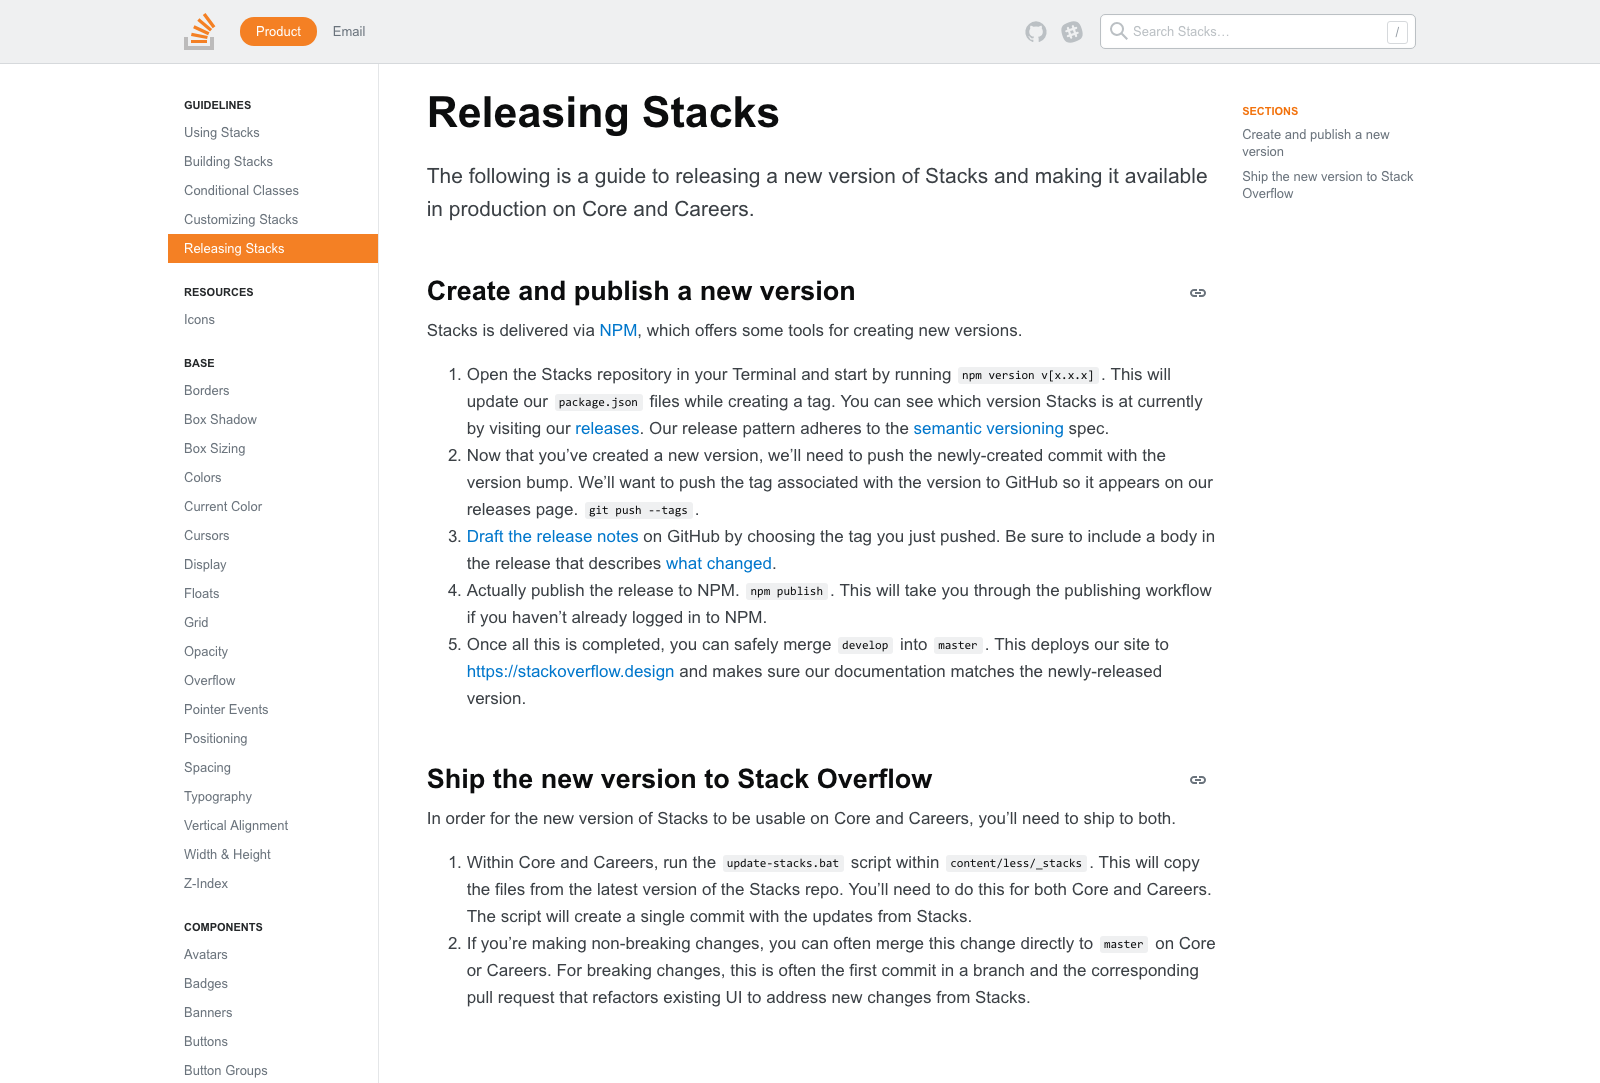 Product
Email
Search Stacks…
/
GUIDELINES
Using Stacks
Building Stacks
Conditional Classes
Customizing Stacks
Releasing Stacks
RESOURCES
Icons
BASE
Borders
Box Shadow
Box Sizing
Colors
Current Color
Cursors
Display
Floats
Grid
Opacity
Overflow
Pointer Events
Positioning
Spacing
Typography
Vertical Alignment
Width & Height
Z-Index
COMPONENTS
Avatars
Badges
Banners
Buttons
Button Groups
Releasing Stacks
The following is a guide to releasing a new version of Stacks and making it available
in production on Core and Careers.
Create and publish a new version
Stacks is delivered via NPM, which offers some tools for creating new versions.
1. Open the Stacks repository in your Terminal and start by running npm version v[x.x.x]. This will
update our package.json files while creating a tag. You can see which version Stacks is at currently
by visiting our releases. Our release pattern adheres to the semantic versioning spec.
2. Now that you’ve created a new version, we’ll need to push the newly-created commit with the
version bump. We’ll want to push the tag associated with the version to GitHub so it appears on our
releases page. git push --tags.
3. Draft the release notes on GitHub by choosing the tag you just pushed. Be sure to include a body in
the release that describes what changed.
4. Actually publish the release to NPM. npm publish. This will take you through the publishing workflow
if you haven’t already logged in to NPM.
5. Once all this is completed, you can safely merge develop into master. This deploys our site to
https://stackoverflow.design and makes sure our documentation matches the newly-released
version.
Ship the new version to Stack Overflow
In order for the new version of Stacks to be usable on Core and Careers, you’ll need to ship to both.
1. Within Core and Careers, run the update-stacks.bat script within content/less/_stacks. This will copy
the files from the latest version of the Stacks repo. You’ll need to do this for both Core and Careers.
The script will create a single commit with the updates from Stacks.
2. If you’re making non-breaking changes, you can often merge this change directly to master on Core
or Careers. For breaking changes, this is often the first commit in a branch and the corresponding
pull request that refactors existing UI to address new changes from Stacks.
SECTIONS
Create and publish a new
version
Ship the new version to Stack
Overflow